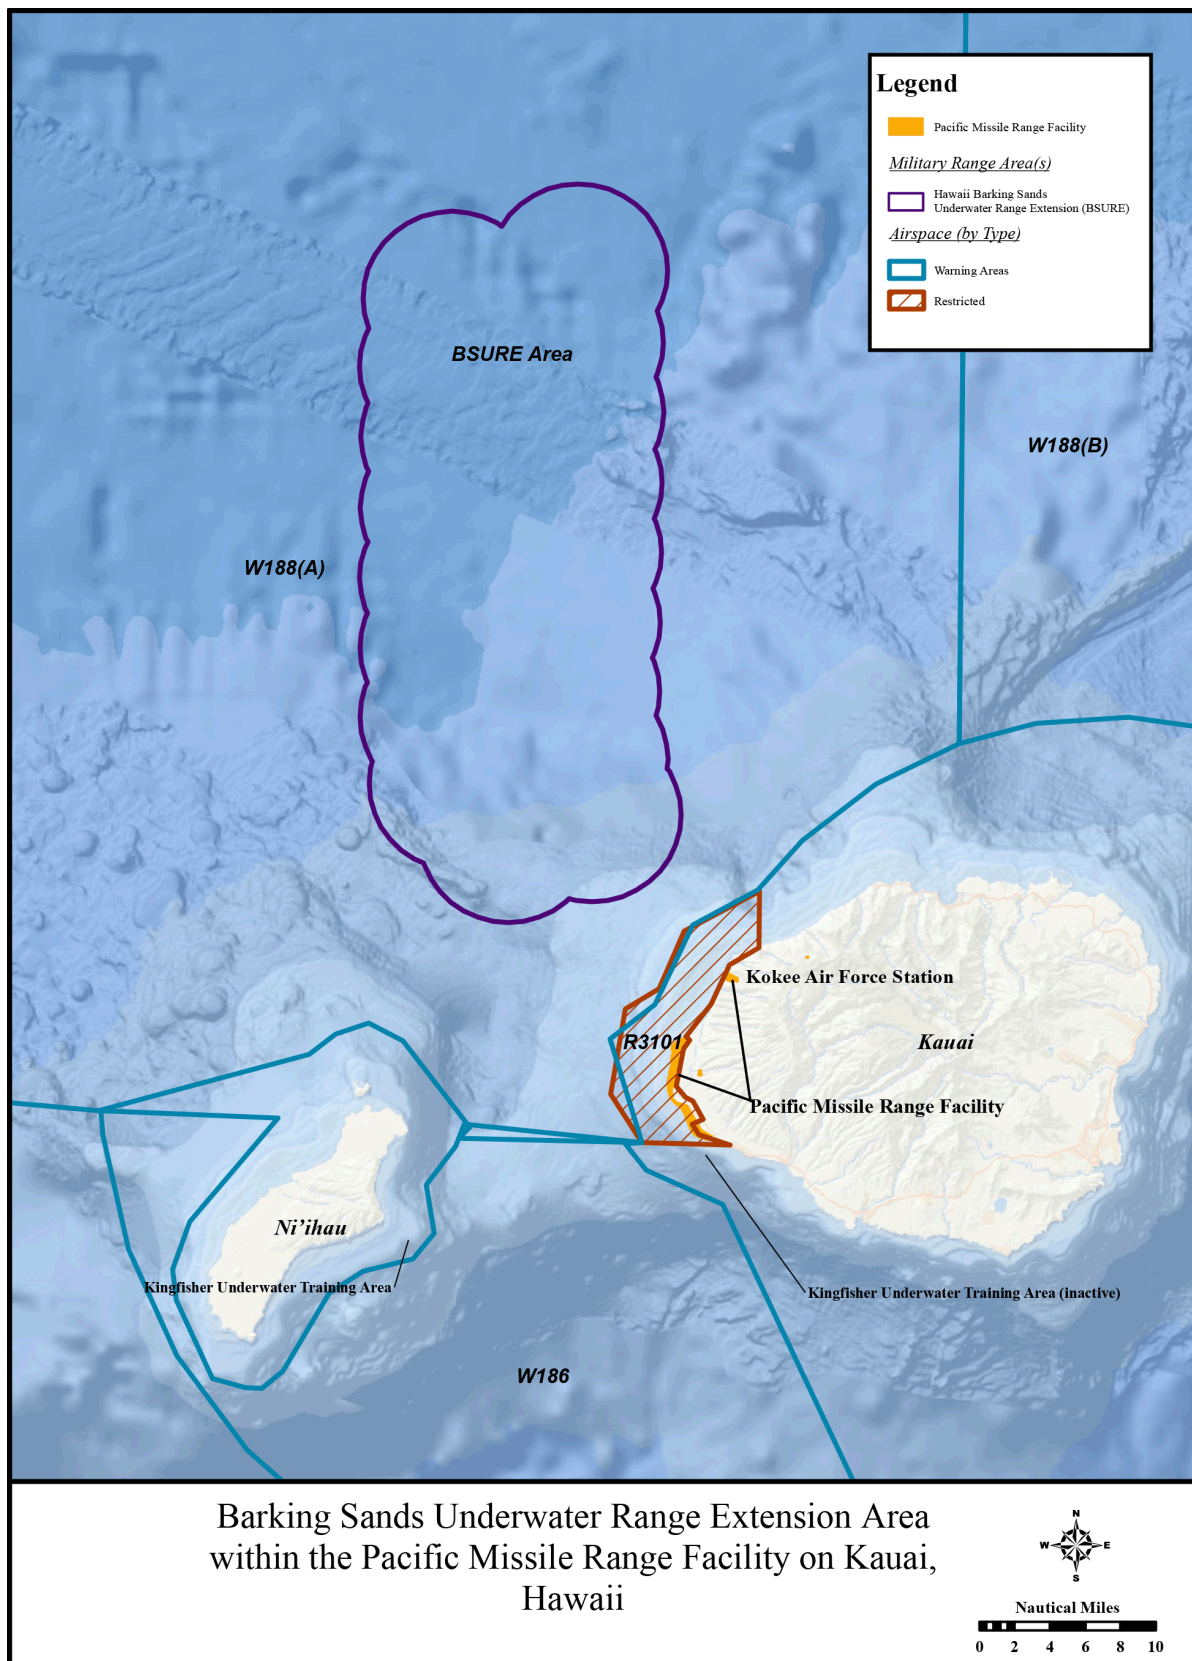 Legend
Pacific Missile Range Facility
Military Range Area(s)
Hawaii Barking Sands
Underwater Range Extension (BSURE)
Airspace (by Type)
Warning Areas
Restricted
BSURE Area
W188(B)
W188(A)
Kokee Air Force Station
R3101
Kauai
Pacific Missile Range Facility
Ni'ihau
Kingfisher Underwater Training Area
Kingfisher Underwater Training Area (inactive)
W186
Barking Sands Underwater Range Extension Area
within the Pacific Missile Range Facility on Kauai,
Hawaii
N
W E
S
Nautical Miles
0 2 4 6 8 10